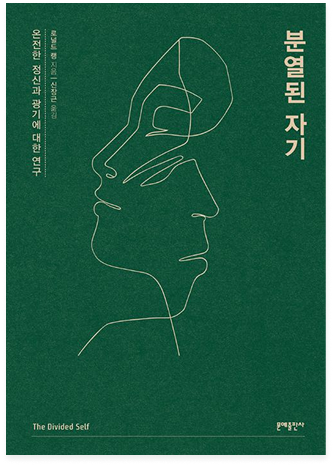 분열된 자기
온전한 정신과 광기에 대한 연구
로널드 랭 지음 | 신장근 옮김
The Divided Self
문예출판사